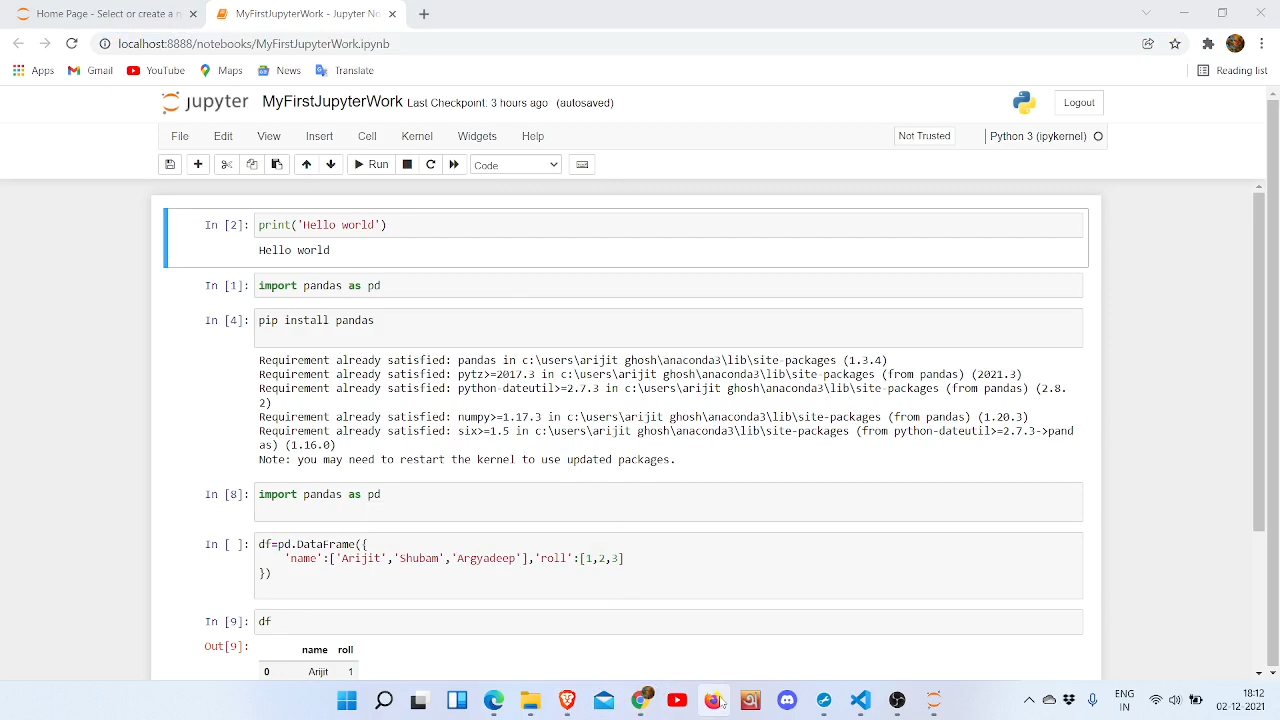 Home Page - Select or create a n
MyFirstJupyterWork - Jupyter No
localhost:8888/notebooks/MyFirstJupyterWork.ipynb
Apps Gmail YouTube Maps News Translate Reading list
jupyter MyFirstJupyterWork Last Checkpoint: 3 hours ago (autosaved) Logout
File Edit View Insert Cell Kernel Widgets Help Not Trusted Python 3 (ipykernel)
Run Code
In [2]: print('Hello world')
Hello world
In [1]: import pandas as pd
In [4]: pip install pandas
Requirement already satisfied: pandas in c:\users\arijit ghosh\anaconda3\lib\site-packages (1.3.4)
Requirement already satisfied: pytz>=2017.3 in c:\users\arijit ghosh\anaconda3\lib\site-packages (from pandas) (2021.3)
Requirement already satisfied: python-dateutil>=2.7.3 in c:\users\arijit ghosh\anaconda3\lib\site-packages (from pandas) (2.8.
2)
Requirement already satisfied: numpy>=1.17.3 in c:\users\arijit ghosh\anaconda3\lib\site-packages (from pandas) (1.20.3)
Requirement already satisfied: six>=1.5 in c:\users\arijit ghosh\anaconda3\lib\site-packages (from python-dateutil>=2.7.3->pand
as) (1.16.0)
Note: you may need to restart the kernel to use updated packages.
In [8]: import pandas as pd
In [ ]: df=pd.DataFrame({
'name':['Arijit','Shubam','Argyadeep'],'roll':[1,2,3]
})
In [9]: df
Out[9]:
name roll
0 Arijit 1
ENG 18:12
IN 02-12-2021